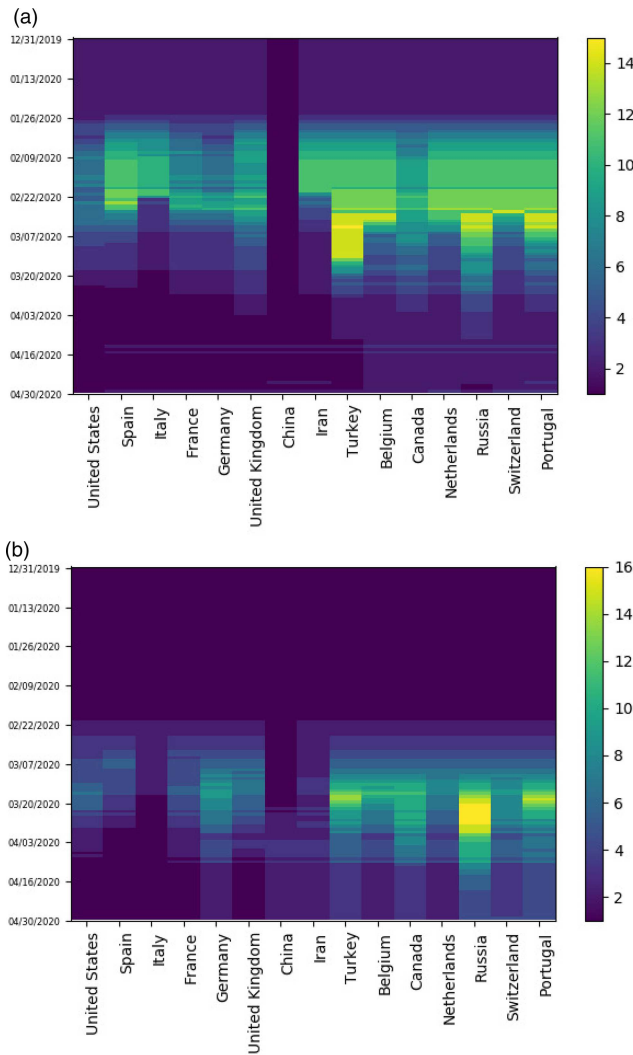 (a)
12/31/2019
01/13/2020
01/26/2020
02/09/2020
02/22/2020
03/07/2020
03/20/2020
04/03/2020
04/16/2020
04/30/2020
14
12
10
8
6
4
2
United States
Spain
Italy
France
Germany
United Kingdom
China
Iran
Turkey
Belgium
Canada
Netherlands
Russia
Switzerland
Portugal
(b)
12/31/2019
01/13/2020
01/26/2020
02/09/2020
02/22/2020
03/07/2020
03/20/2020
04/03/2020
04/16/2020
04/30/2020
16
14
12
10
8
6
4
2
United States
Spain
Italy
France
Germany
United Kingdom
China
Iran
Turkey
Belgium
Canada
Netherlands
Russia
Switzerland
Portugal